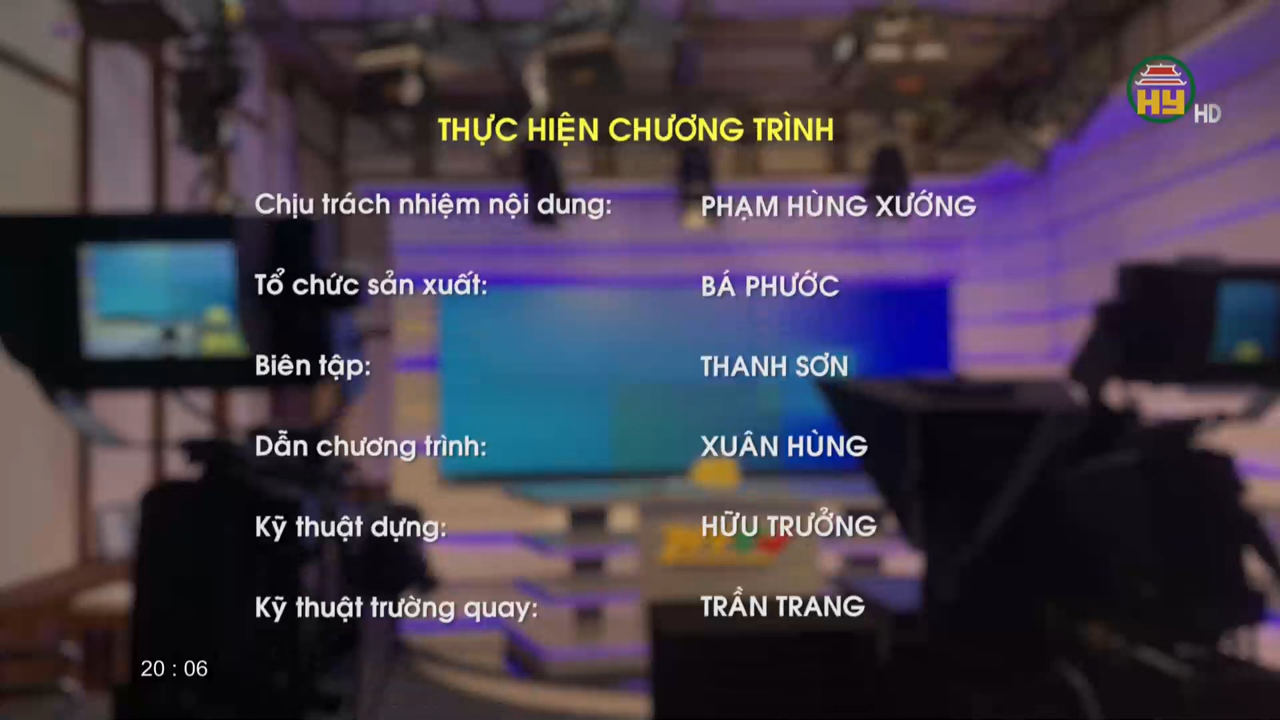 HY HD
THỰC HIỆN CHƯƠNG TRÌNH
Chịu trách nhiệm nội dung: PHẠM HÙNG XƯỚNG
Tổ chức sản xuất: BÁ PHƯỚC
Biên tập: THANH SƠN
Dẫn chương trình: XUÂN HÙNG
Kỹ thuật dựng: HỮU TRƯỞNG
Kỹ thuật trường quay: TRẦN TRANG
20 : 06